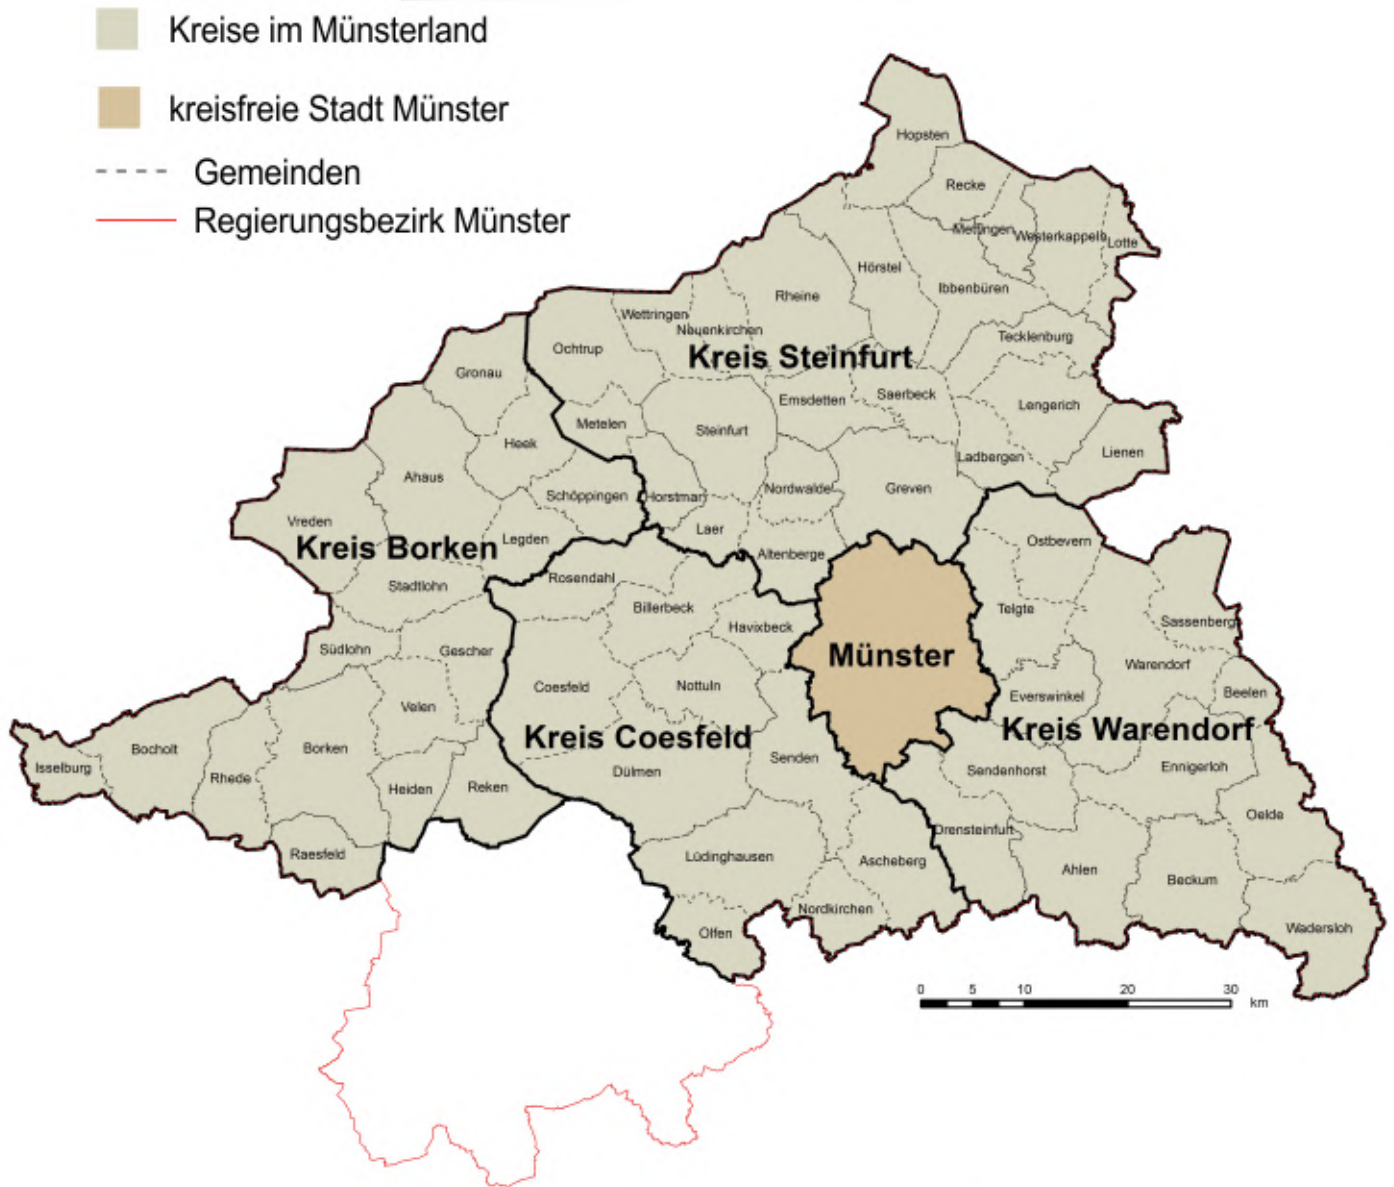 Kreise im Münsterland
kreisfreie Stadt Münster
Gemeinden
Regierungsbezirk Münster
Hopsten
Recke
Mettingen
Westerkappeln
Lotte
Hörstel
Ibbenbüren
Rheine
Wettringen
Neuenkirchen
Tecklenburg
Ochtrup
Kreis Steinfurt
Gronau
Emsdetten
Saerbeck
Lengerich
Metelen
Steinfurt
Heek
Lienen
Ladbergen
Ahaus
Nordwalde
Greven
Schöppingen
Horstmar
Vreden
Laer
Legden
Ostbevern
Kreis Borken
Altenberge
Rosendahl
Stadtlohn
Billerbeck
Telgte
Sassenberg
Havixbeck
Südlohn
Gescher
Münster
Warendorf
Coesfeld
Nottuln
Everswinkel
Beelen
Velen
Kreis Coesfeld
Kreis Warendorf
Bocholt
Borken
Senden
Isselburg
Rhede
Dülmen
Sendenhorst
Ennigerloh
Heiden
Reken
Oelde
Drensteinfurt
Raesfeld
Lüdinghausen
Ascheberg
Ahlen
Beckum
Nordkirchen
Olfen
Wadersloh
0 5 10 20 30
km